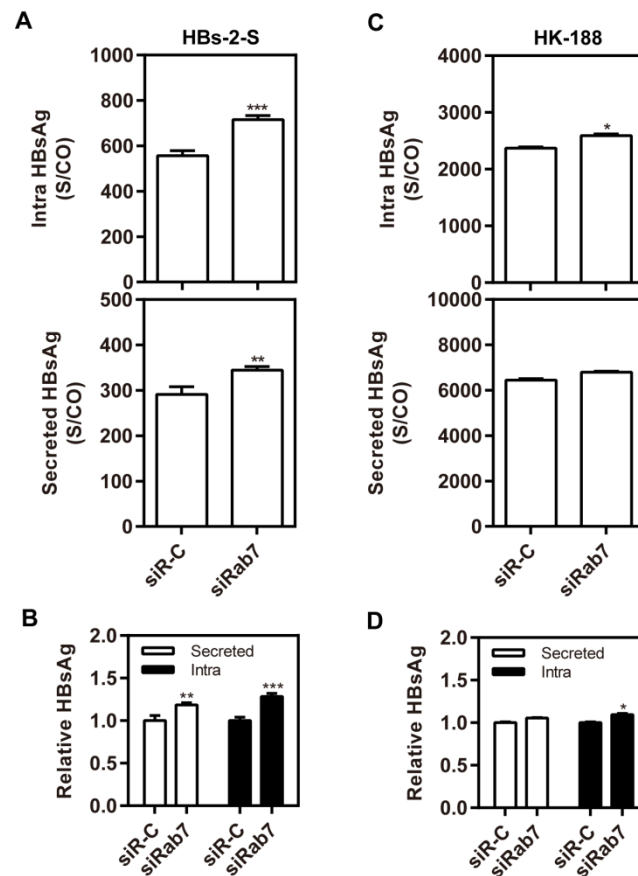 A
HBs-2-S
Intra HBsAg
(S/CO)
1000
800
600
400
200
0
***
Secreted HBsAg
(S/CO)
500
400
300
300
100
0
**
siR-C
siRab7
B
Relative HBsAg
2.0
1.5
1.0
0.5
0.0
Secreted
Intra
**
***
siR-C
siRab7
siR-C
siRab7
C
HK-188
Intra HBsAg
(S/CO)
4000
3000
2000
1000
0
*
Secreted HBsAg
(S/CO)
10000
8000
6000
4000
2000
0
siR-C
siRab7
D
Relative HBsAg
2.0
1.5
1.0
0.5
0.0
Secreted
Intra
*
siR-C
siRab7
siR-C
siRab7